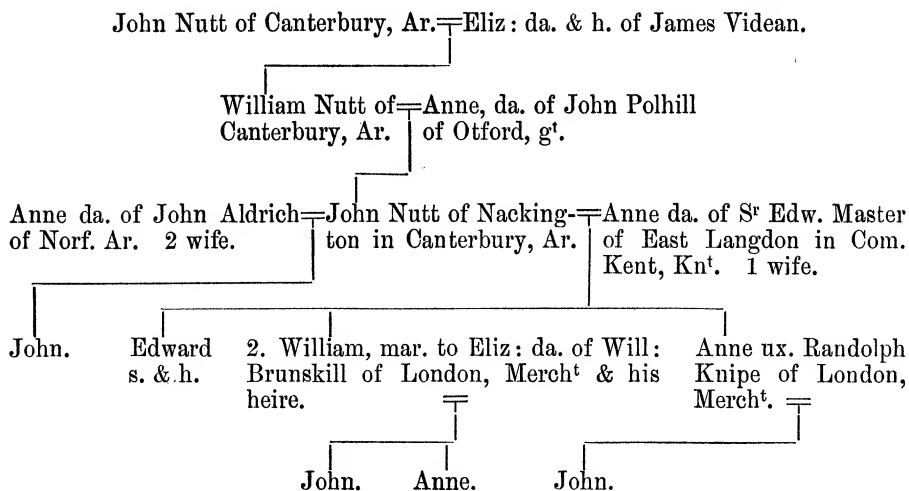 John Nutt of Canterbury, Ar.=Eliz: da. & h. of James Videan.
William Nutt of=Anne, da. of John Polhill
Canterbury, Ar. of Otford, gᵗ.
Anne da. of John Aldrich=John Nutt of Nacking-=Anne da. of Sʳ Edw. Master
of Norf. Ar. 2 wife. ton in Canterbury, Ar. of East Langdon in Com.
Kent, Knᵗ. 1 wife.
John. Edward 2. William, mar. to Eliz: da. of Will: Anne ux. Randolph
s. & h. Brunskill of London, Merchᵗ & his Knipe of London,
heire. = Merchᵗ. =
John. Anne. John.